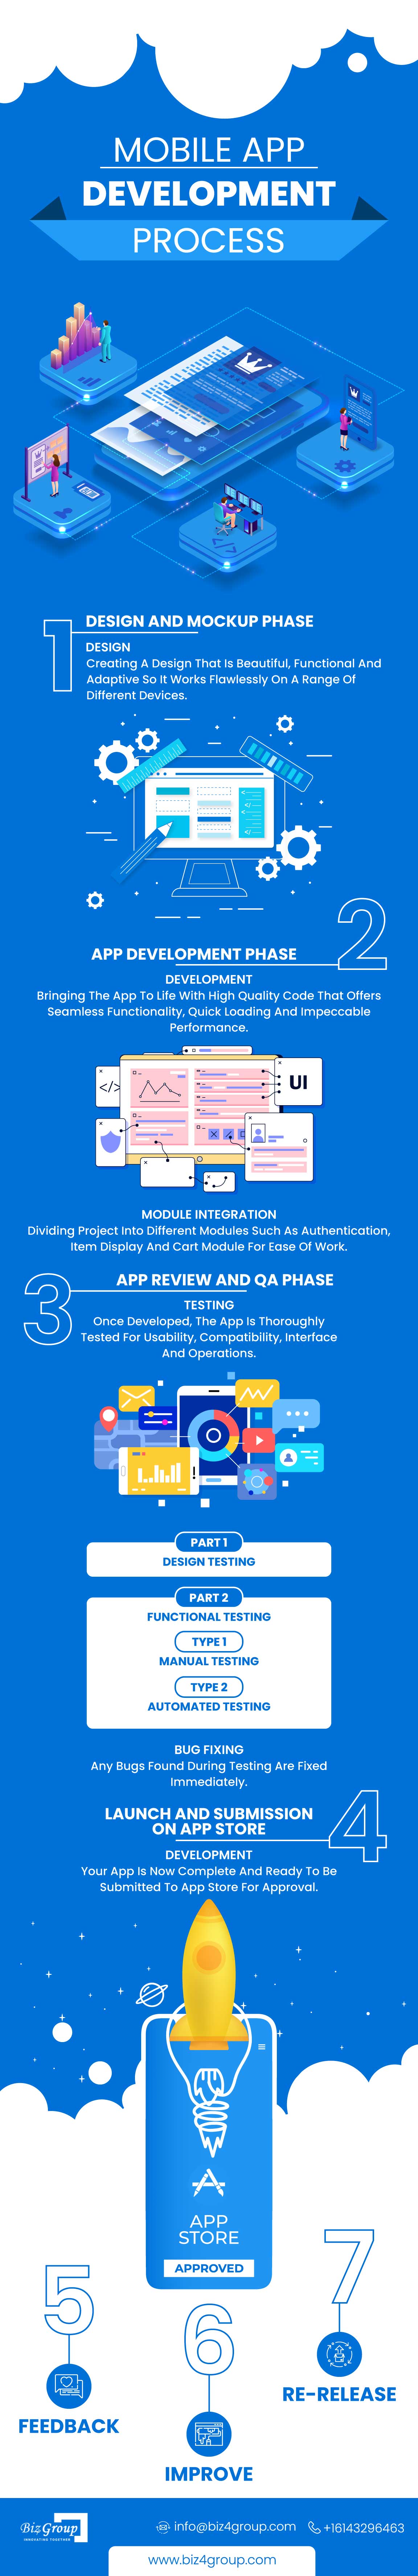 MOBILE APP
DEVELOPMENT
PROCESS
1
DESIGN AND MOCKUP PHASE
DESIGN
Creating A Design That Is Beautiful, Functional And
Adaptive So It Works Flawlessly On A Range Of
Different Devices.
2
APP DEVELOPMENT PHASE
DEVELOPMENT
Bringing The App To Life With High Quality Code That Offers
Seamless Functionality, Quick Loading And Impeccable
Performance.
</>
UI
MODULE INTEGRATION
Dividing Project Into Different Modules Such As Authentication,
Item Display And Cart Module For Ease Of Work.
3
APP REVIEW AND QA PHASE
TESTING
Once Developed, The App Is Thoroughly
Tested For Usability, Compatibility, Interface
And Operations.
PART 1
DESIGN TESTING
PART 2
FUNCTIONAL TESTING
TYPE 1
MANUAL TESTING
TYPE 2
AUTOMATED TESTING
BUG FIXING
Any Bugs Found During Testing Are Fixed
Immediately.
4
LAUNCH AND SUBMISSION
ON APP STORE
DEVELOPMENT
Your App Is Now Complete And Ready To Be
Submitted To App Store For Approval.
APP
STORE
APPROVED
5
FEEDBACK
6
IMPROVE
7
RE-RELEASE
BizGroup
INNOVATING TOGETHER
info@biz4group.com
+16143296463
www.biz4group.com